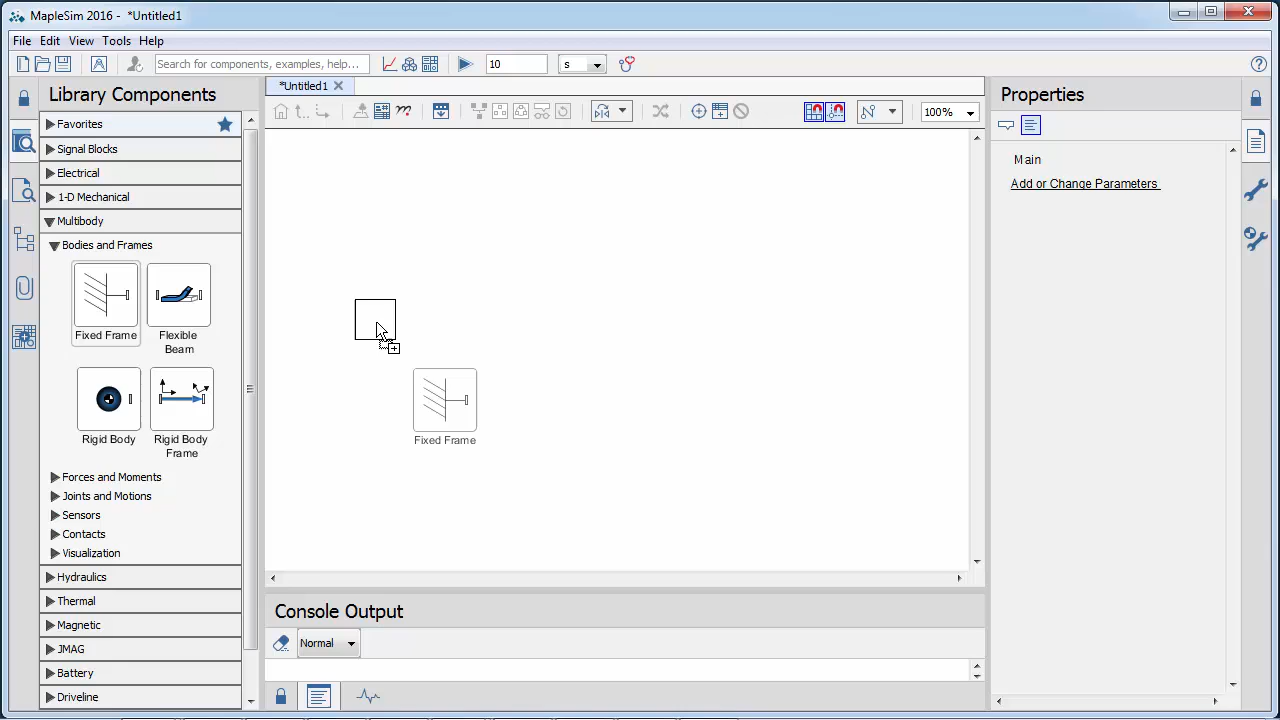 MapleSim 2016 - *Untitled1
File Edit View Tools Help
Search for components, examples, help...
10
s
Library Components
Favorites
Signal Blocks
Electrical
1-D Mechanical
Multibody
Bodies and Frames
Fixed Frame
Flexible
Beam
Rigid Body
Rigid Body
Frame
Forces and Moments
Joints and Motions
Sensors
Contacts
Visualization
Hydraulics
Thermal
Magnetic
JMAG
Battery
Driveline
*Untitled1
100%
Fixed Frame
Console Output
Normal
Properties
Main
Add or Change Parameters